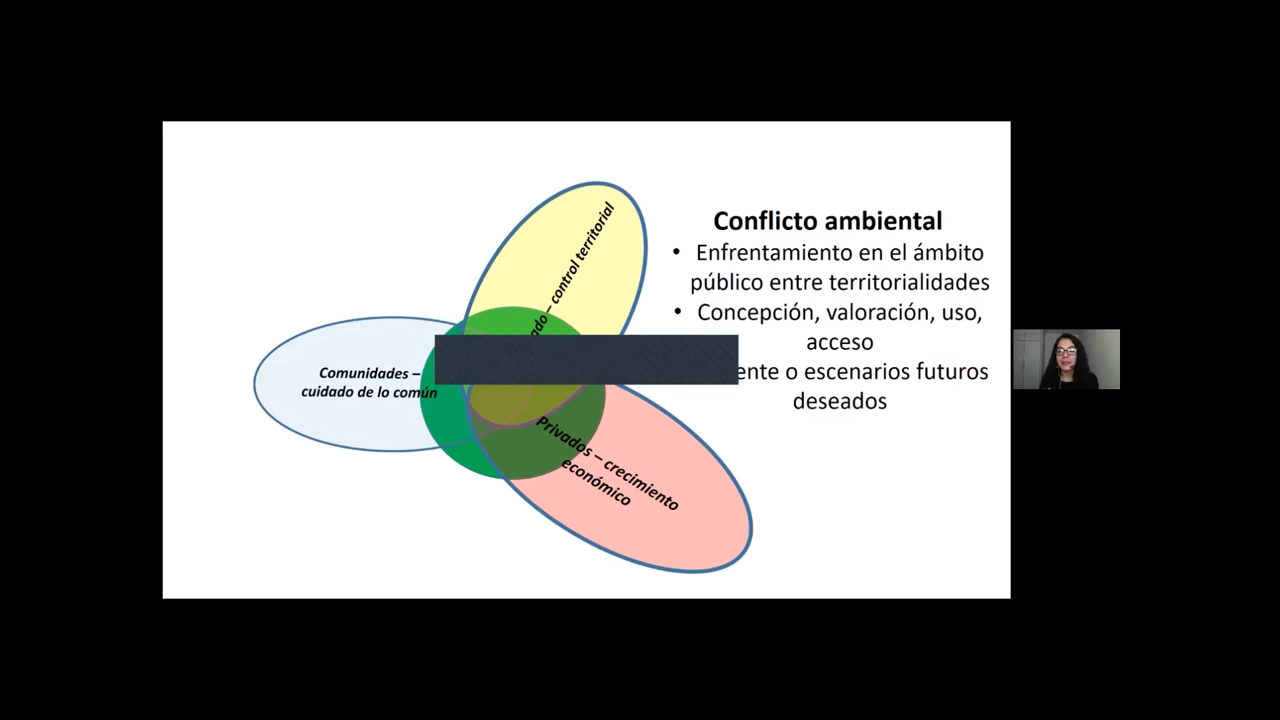 control territorial
Conflicto ambiental
• Enfrentamiento en el ámbito
público entre territorialidades
• Concepción, valoración, uso,
acceso
o escenarios futuros
deseados
Comunidades –
cuidado de lo común
Privados – crecimiento
económico